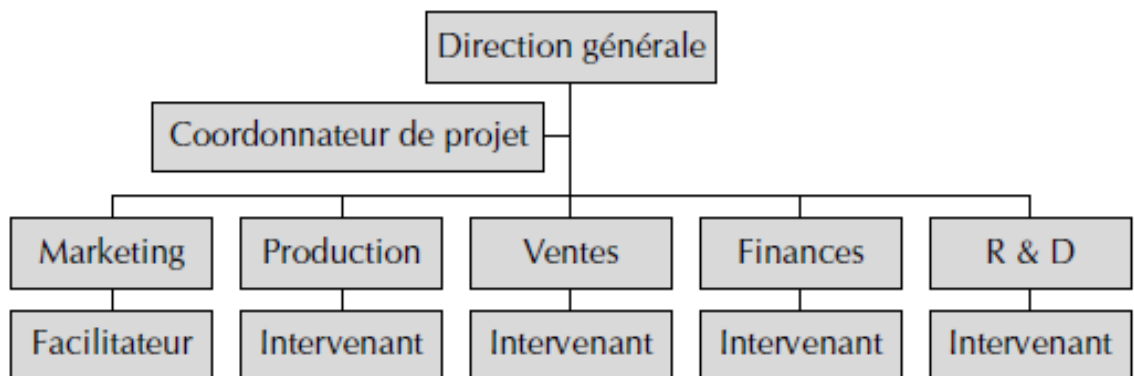 Direction générale
Coordonnateur de projet
Marketing
Production
Ventes
Finances
R & D
Facilitateur
Intervenant
Intervenant
Intervenant
Intervenant